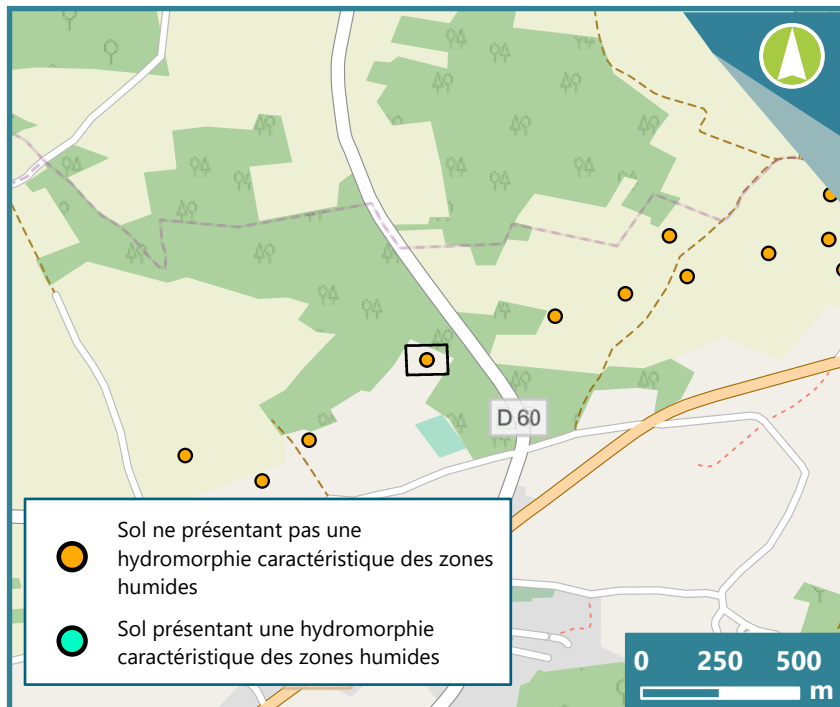 D 60
Sol ne présentant pas une
hydromorphie caractéristique des zones
humides
Sol présentant une hydromorphie
caractéristique des zones humides
0 250 500
m